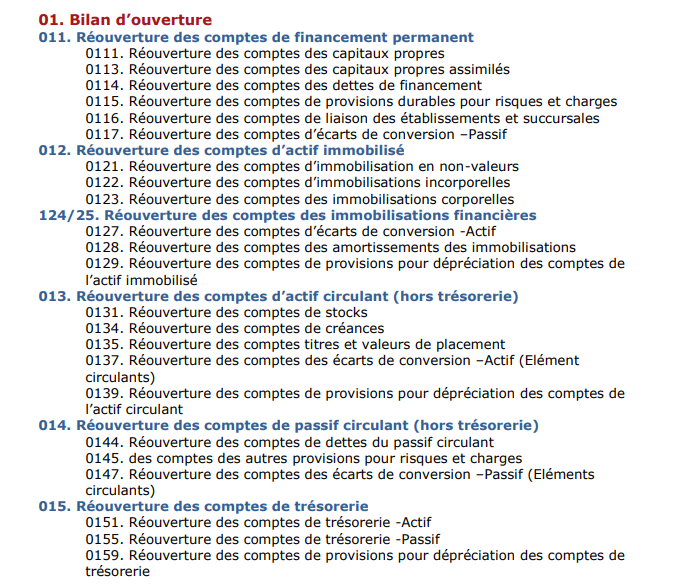 01. Bilan d’ouverture
011. Réouverture des comptes de financement permanent
0111. Réouverture des comptes des capitaux propres
0113. Réouverture des comptes des capitaux propres assimilés
0114. Réouverture des comptes des dettes de financement
0115. Réouverture des comptes de provisions durables pour risques et charges
0116. Réouverture des comptes de liaison des établissements et succursales
0117. Réouverture des comptes d’écarts de conversion –Passif
012. Réouverture des comptes d’actif immobilisé
0121. Réouverture des comptes d’immobilisation en non-valeurs
0122. Réouverture des comptes d’immobilisations incorporelles
0123. Réouverture des comptes des immobilisations corporelles
124/25. Réouverture des comptes des immobilisations financières
0127. Réouverture des comptes d’écarts de conversion -Actif
0128. Réouverture des comptes des amortissements des immobilisations
0129. Réouverture des comptes de provisions pour dépréciation des comptes de
l’actif immobilisé
013. Réouverture des comptes d’actif circulant (hors trésorerie)
0131. Réouverture des comptes de stocks
0134. Réouverture des comptes de créances
0135. Réouverture des comptes titres et valeurs de placement
0137. Réouverture des comptes des écarts de conversion –Actif (Elément
circulants)
0139. Réouverture des comptes de provisions pour dépréciation des comptes de
l’actif circulant
014. Réouverture des comptes de passif circulant (hors trésorerie)
0144. Réouverture des comptes de dettes du passif circulant
0145. des comptes des autres provisions pour risques et charges
0147. Réouverture des comptes des écarts de conversion –Passif (Eléments
circulants)
015. Réouverture des comptes de trésorerie
0151. Réouverture des comptes de trésorerie -Actif
0155. Réouverture des comptes de trésorerie -Passif
0159. Réouverture des comptes de provisions pour dépréciation des comptes de
trésorerie